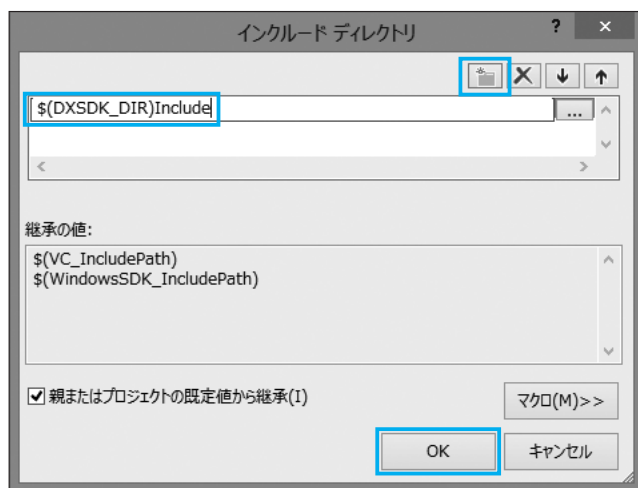 インクルード ディレクトリ
?
×
$(DXSDK_DIR)Include
...
継承の値:
$(VC_IncludePath)
$(WindowsSDK_IncludePath)
親またはプロジェクトの既定値から継承(I)
マクロ(M)>>
OK
キャンセル